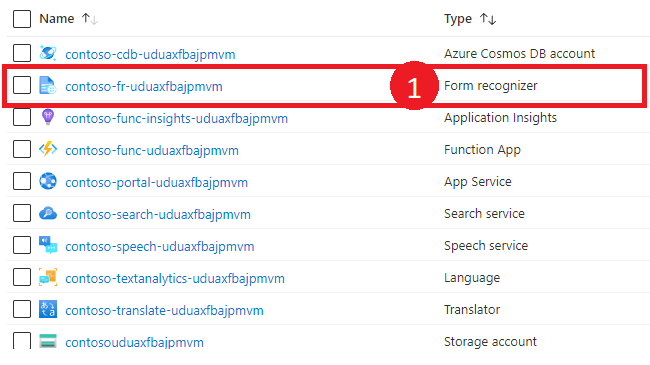 Name ↑↓ Type ↑↓
contoso-cdb-uduaxfbajpmvm Azure Cosmos DB account
contoso-fr-uduaxfbajpmvm 1 Form recognizer
contoso-func-insights-uduaxfbajpmvm Application Insights
contoso-func-uduaxfbajpmvm Function App
contoso-portal-uduaxfbajpmvm App Service
contoso-search-uduaxfbajpmvm Search service
contoso-speech-uduaxfbajpmvm Speech service
contoso-textanalytics-uduaxfbajpmvm Language
contoso-translate-uduaxfbajpmvm Translator
contosouduaxfbajpmvm Storage account